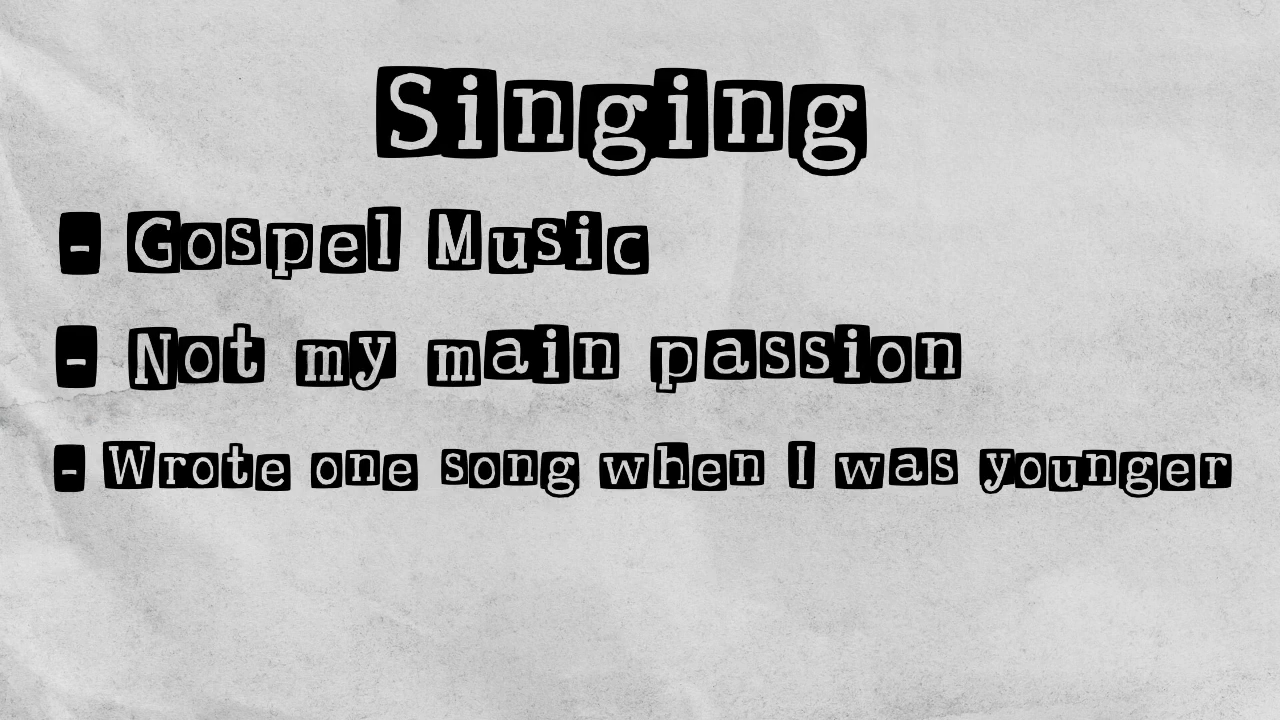 Singing
- Gospel Music
- Not my main passion
- Wrote one song when I was younger